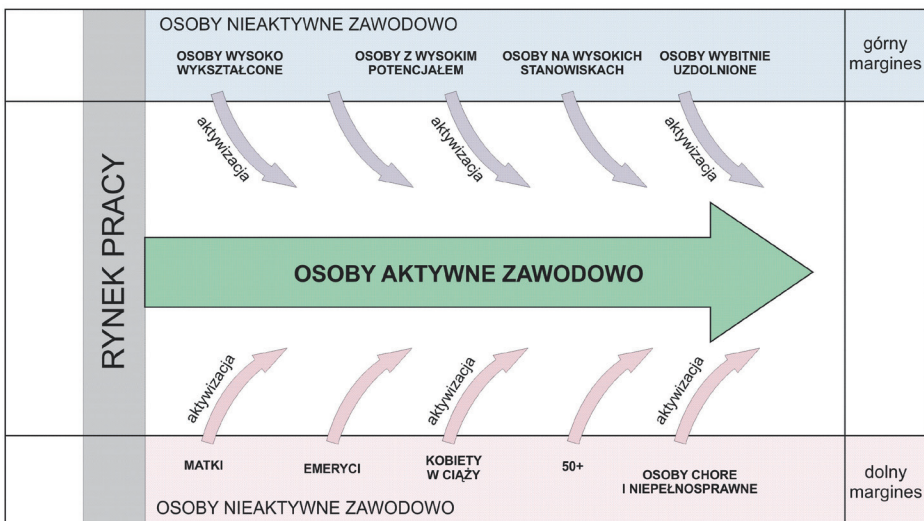 OSOBY NIEAKTYWNE ZAWODOWO
OSOBY WYSOKO
WYKSZTAŁCONE
OSOBY Z WYSOKIM
POTENCJAŁEM
OSOBY NA WYSOKICH
STANOWISKACH
OSOBY WYBITNIE
UZDOLNIONE
górny
margines
aktywizacja
aktywizacja
aktywizacja
RYNEK PRACY
OSOBY AKTYWNE ZAWODOWO
aktywizacja
aktywizacja
aktywizacja
MATKI
EMERYCI
KOBIETY
W CIĄŻY
50+
OSOBY CHORE
I NIEPEŁNOSPRAWNE
OSOBY NIEAKTYWNE ZAWODOWO
dolny
margines